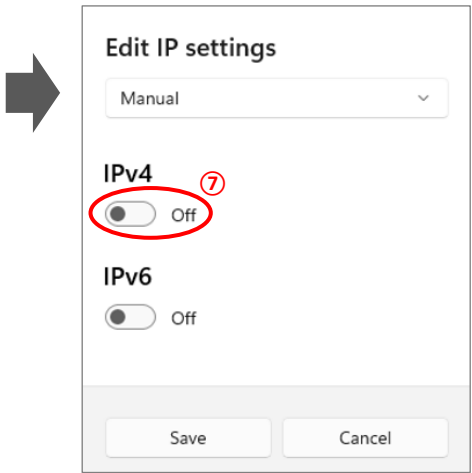 Edit IP settings
Manual
IPv4
⑦
Off
IPv6
Off
Save Cancel